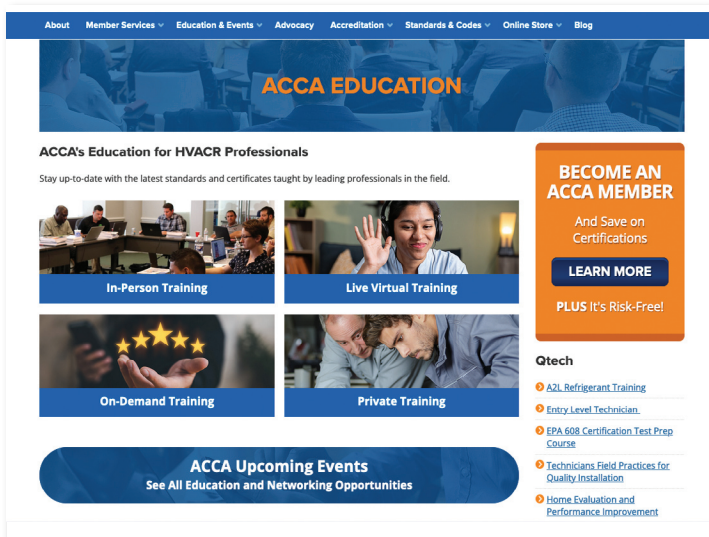 About Member Services Education & Events Advocacy Accreditation Standards & Codes Online Store Blog
ACCA EDUCATION
ACCA's Education for HVACR Professionals
Stay up-to-date with the latest standards and certificates taught by leading professionals in the field.
In-Person Training
Live Virtual Training
On-Demand Training
Private Training
ACCA Upcoming Events
See All Education and Networking Opportunities
BECOME AN
ACCA MEMBER
And Save on
Certifications
LEARN MORE
PLUS It's Risk-Free!
Qtech
A2L Refrigerant Training
Entry Level Technician
EPA 608 Certification Test Prep
Course
Technicians Field Practices for
Quality Installation
Home Evaluation and
Performance Improvement